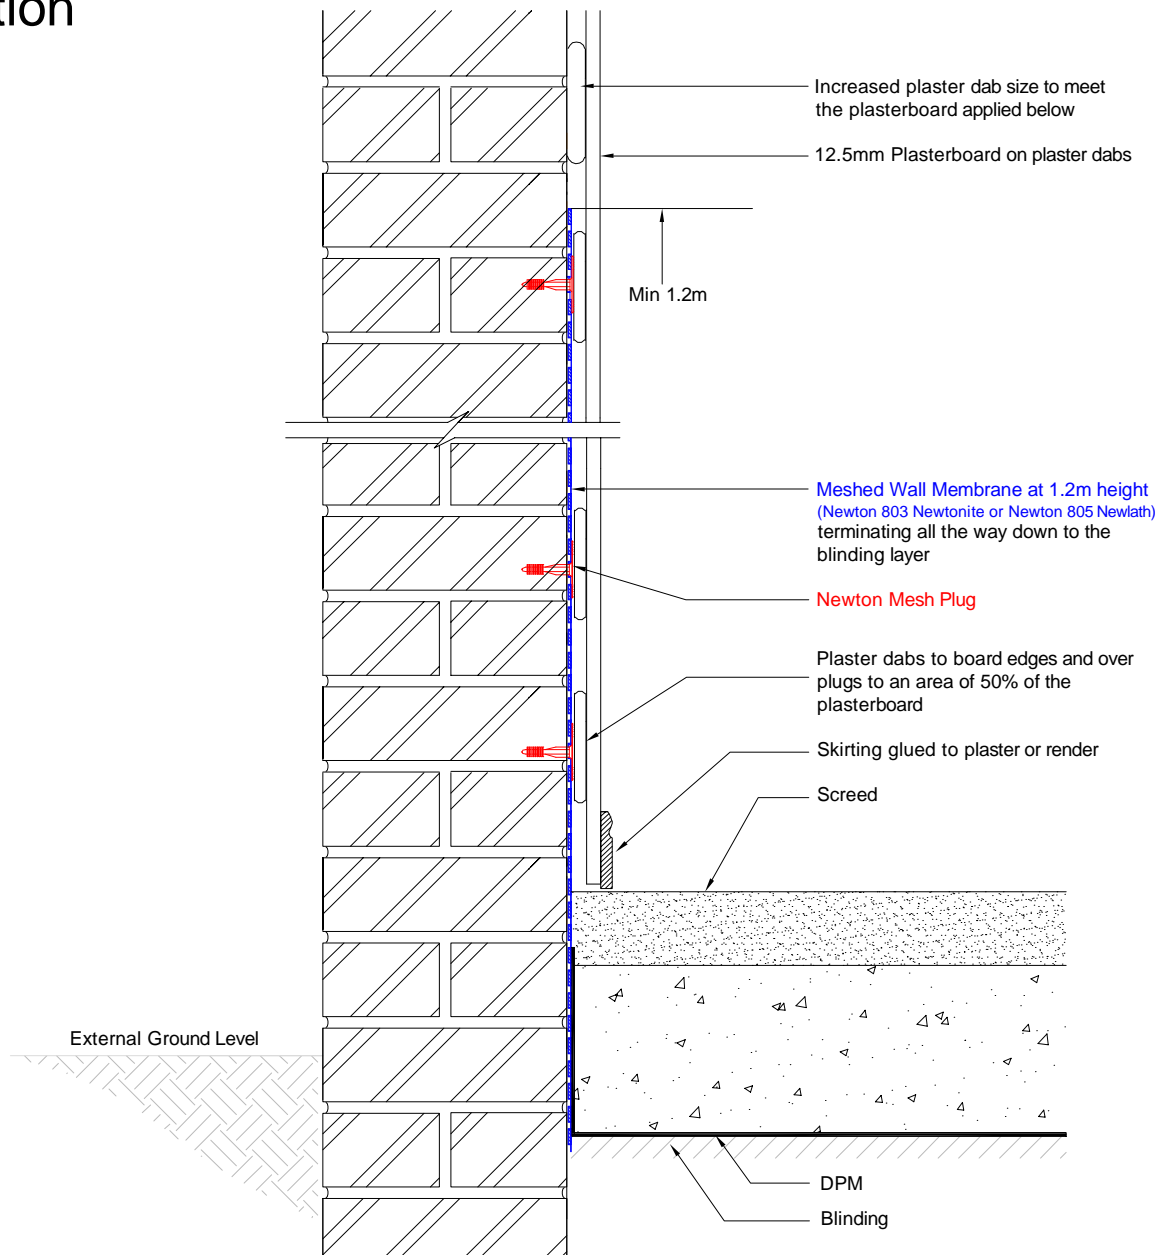 Increased plaster dab size to meet
the plasterboard applied below
12.5mm Plasterboard on plaster dabs
Min 1.2m
Meshed Wall Membrane at 1.2m height
(Newton 803 Newtonite or Newton 805 Newlath)
terminating all the way down to the
blinding layer
Newton Mesh Plug
Plaster dabs to board edges and over
plugs to an area of 50% of the
plasterboard
Skirting glued to plaster or render
Screed
External Ground Level
DPM
Blinding